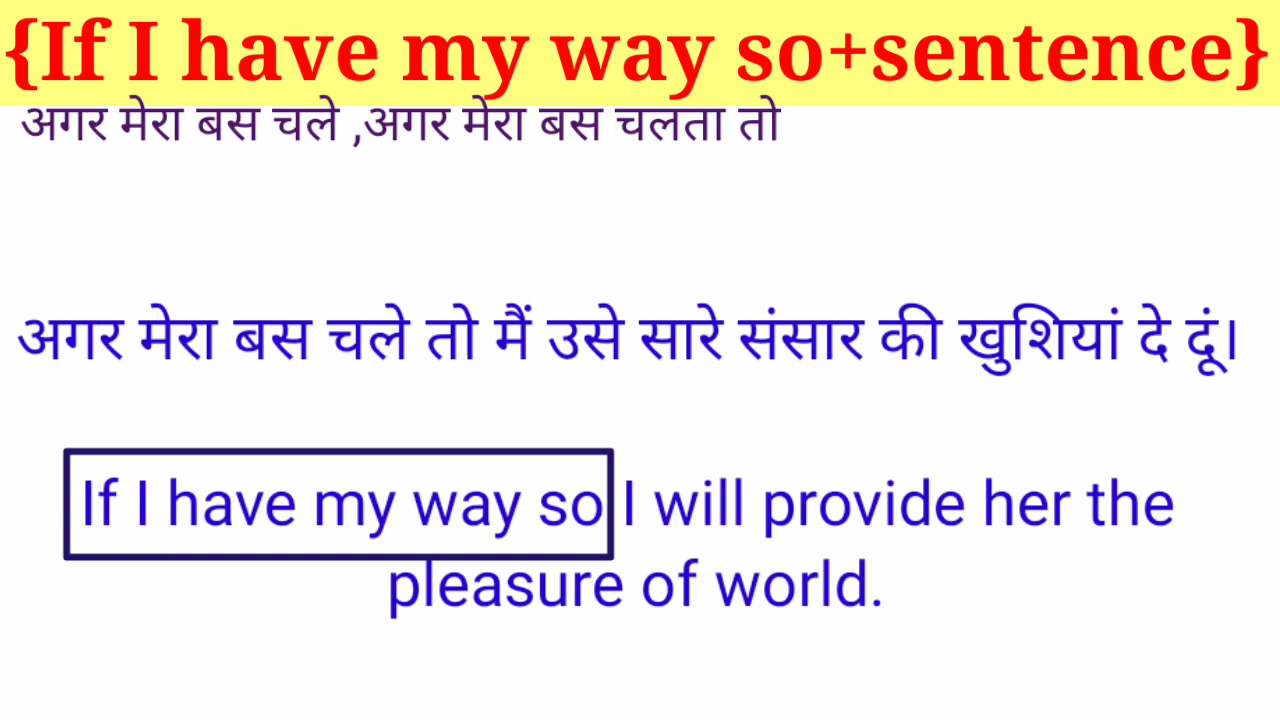 {If I have my way so+sentence}
अगर मेरा बस चले ,अगर मेरा बस चलता तो
अगर मेरा बस चले तो मैं उसे सारे संसार की खुशियां दे दूं।
If I have my way so I will provide her the
pleasure of world.